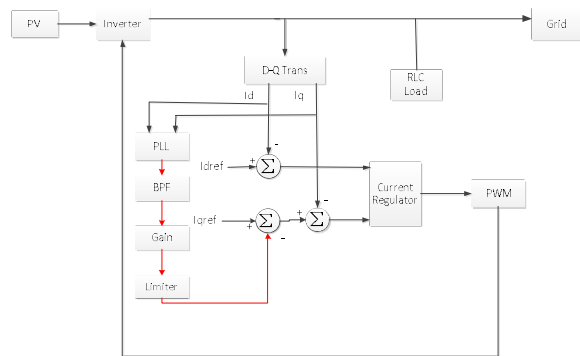 PV
Inverter
Grid
D-Q Trans
RLC
Load
Id
Iq
PLL
-
Idref
+
Σ
BPF
Current
Regulator
PWM
-
Iqref
+
Σ
-
+
Σ
Gain
Limiter